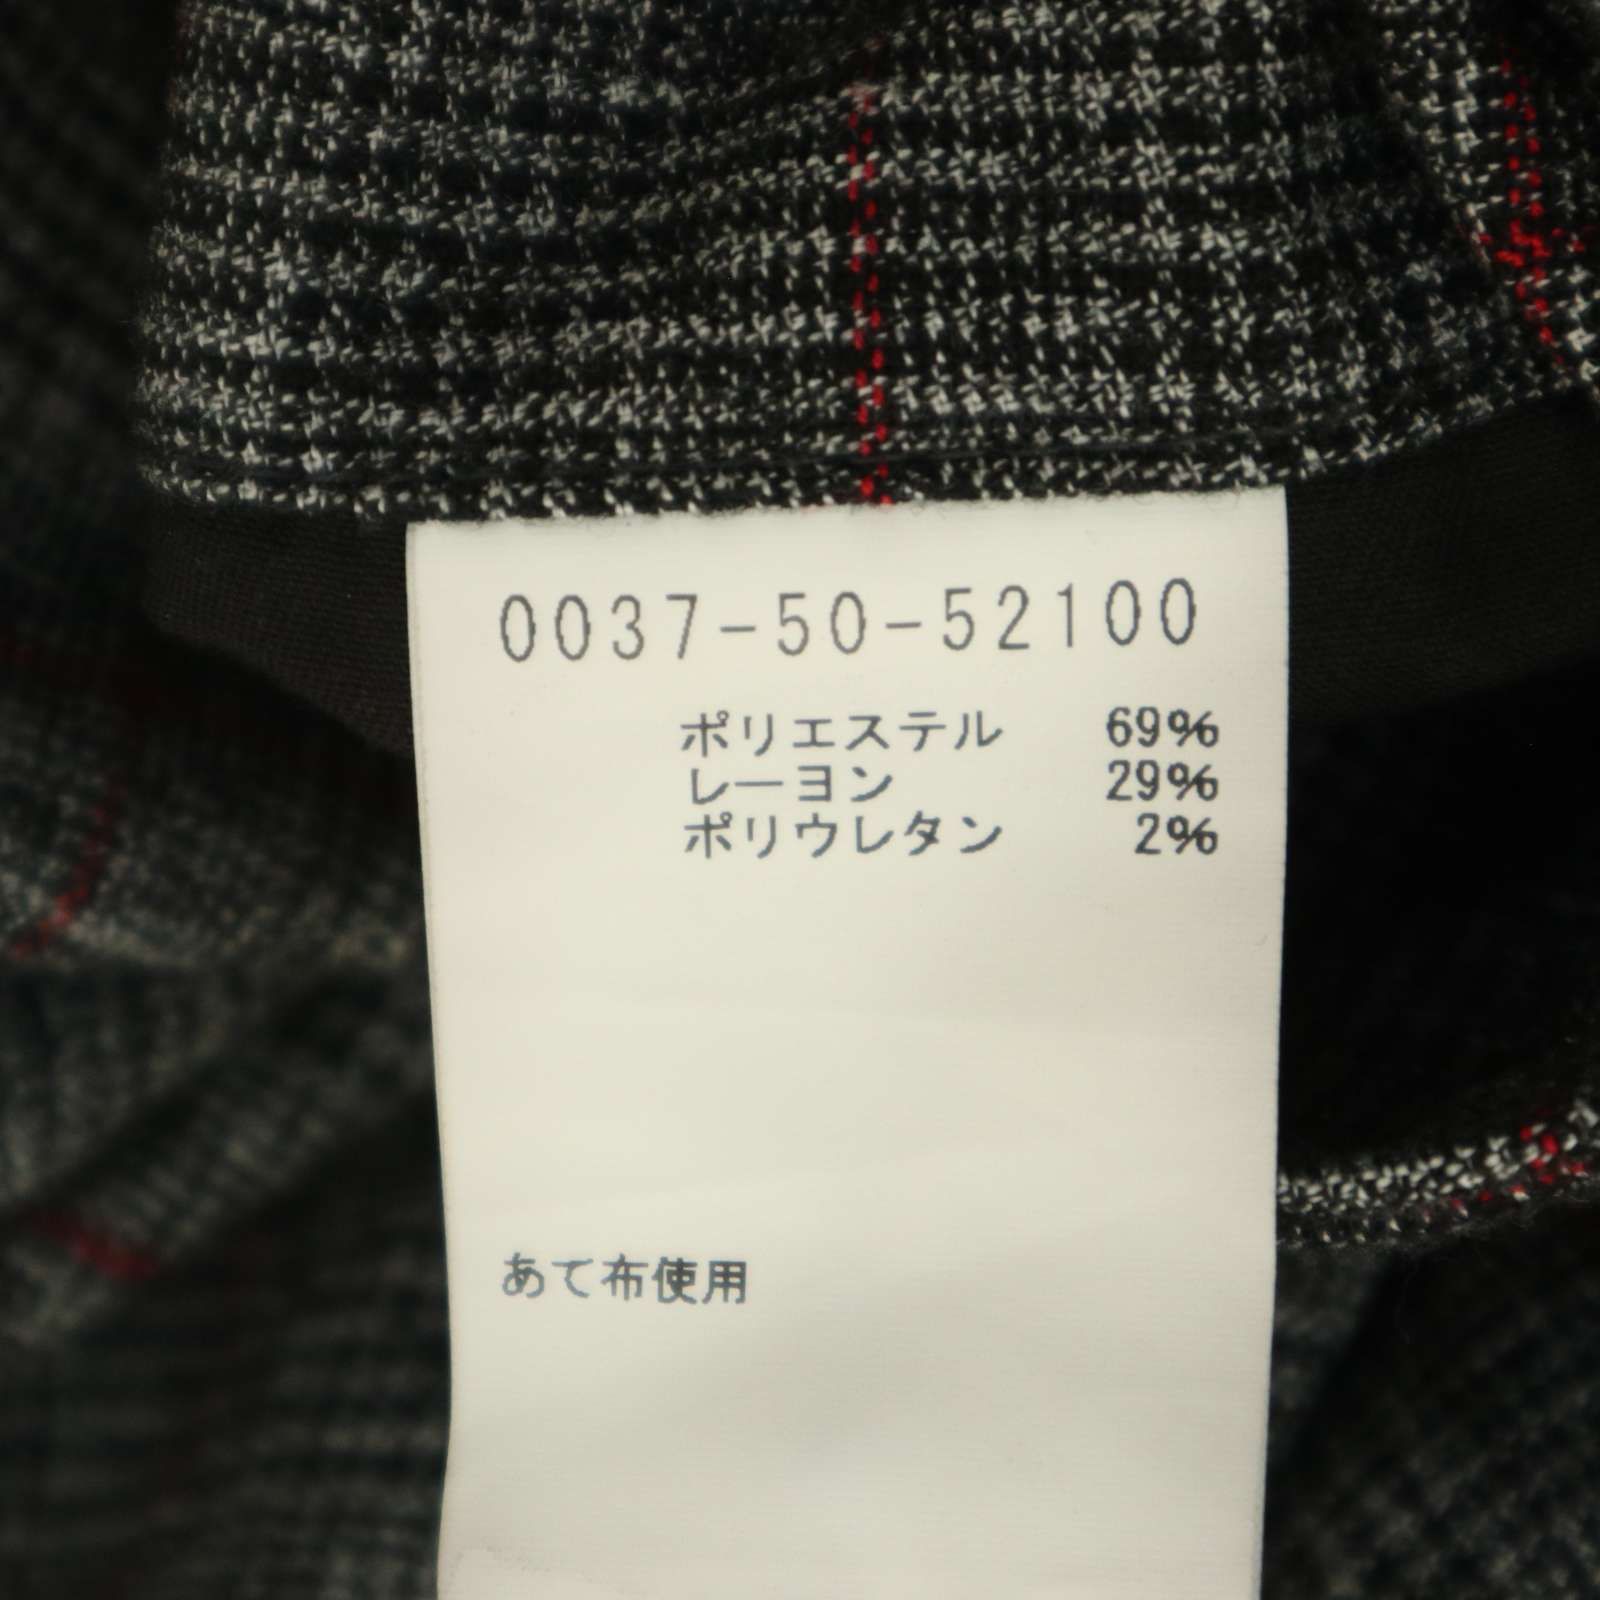 0037-50-52100
ポリエステル 69%
レーヨン 29%
ポリウレタン 2%
あて布使用